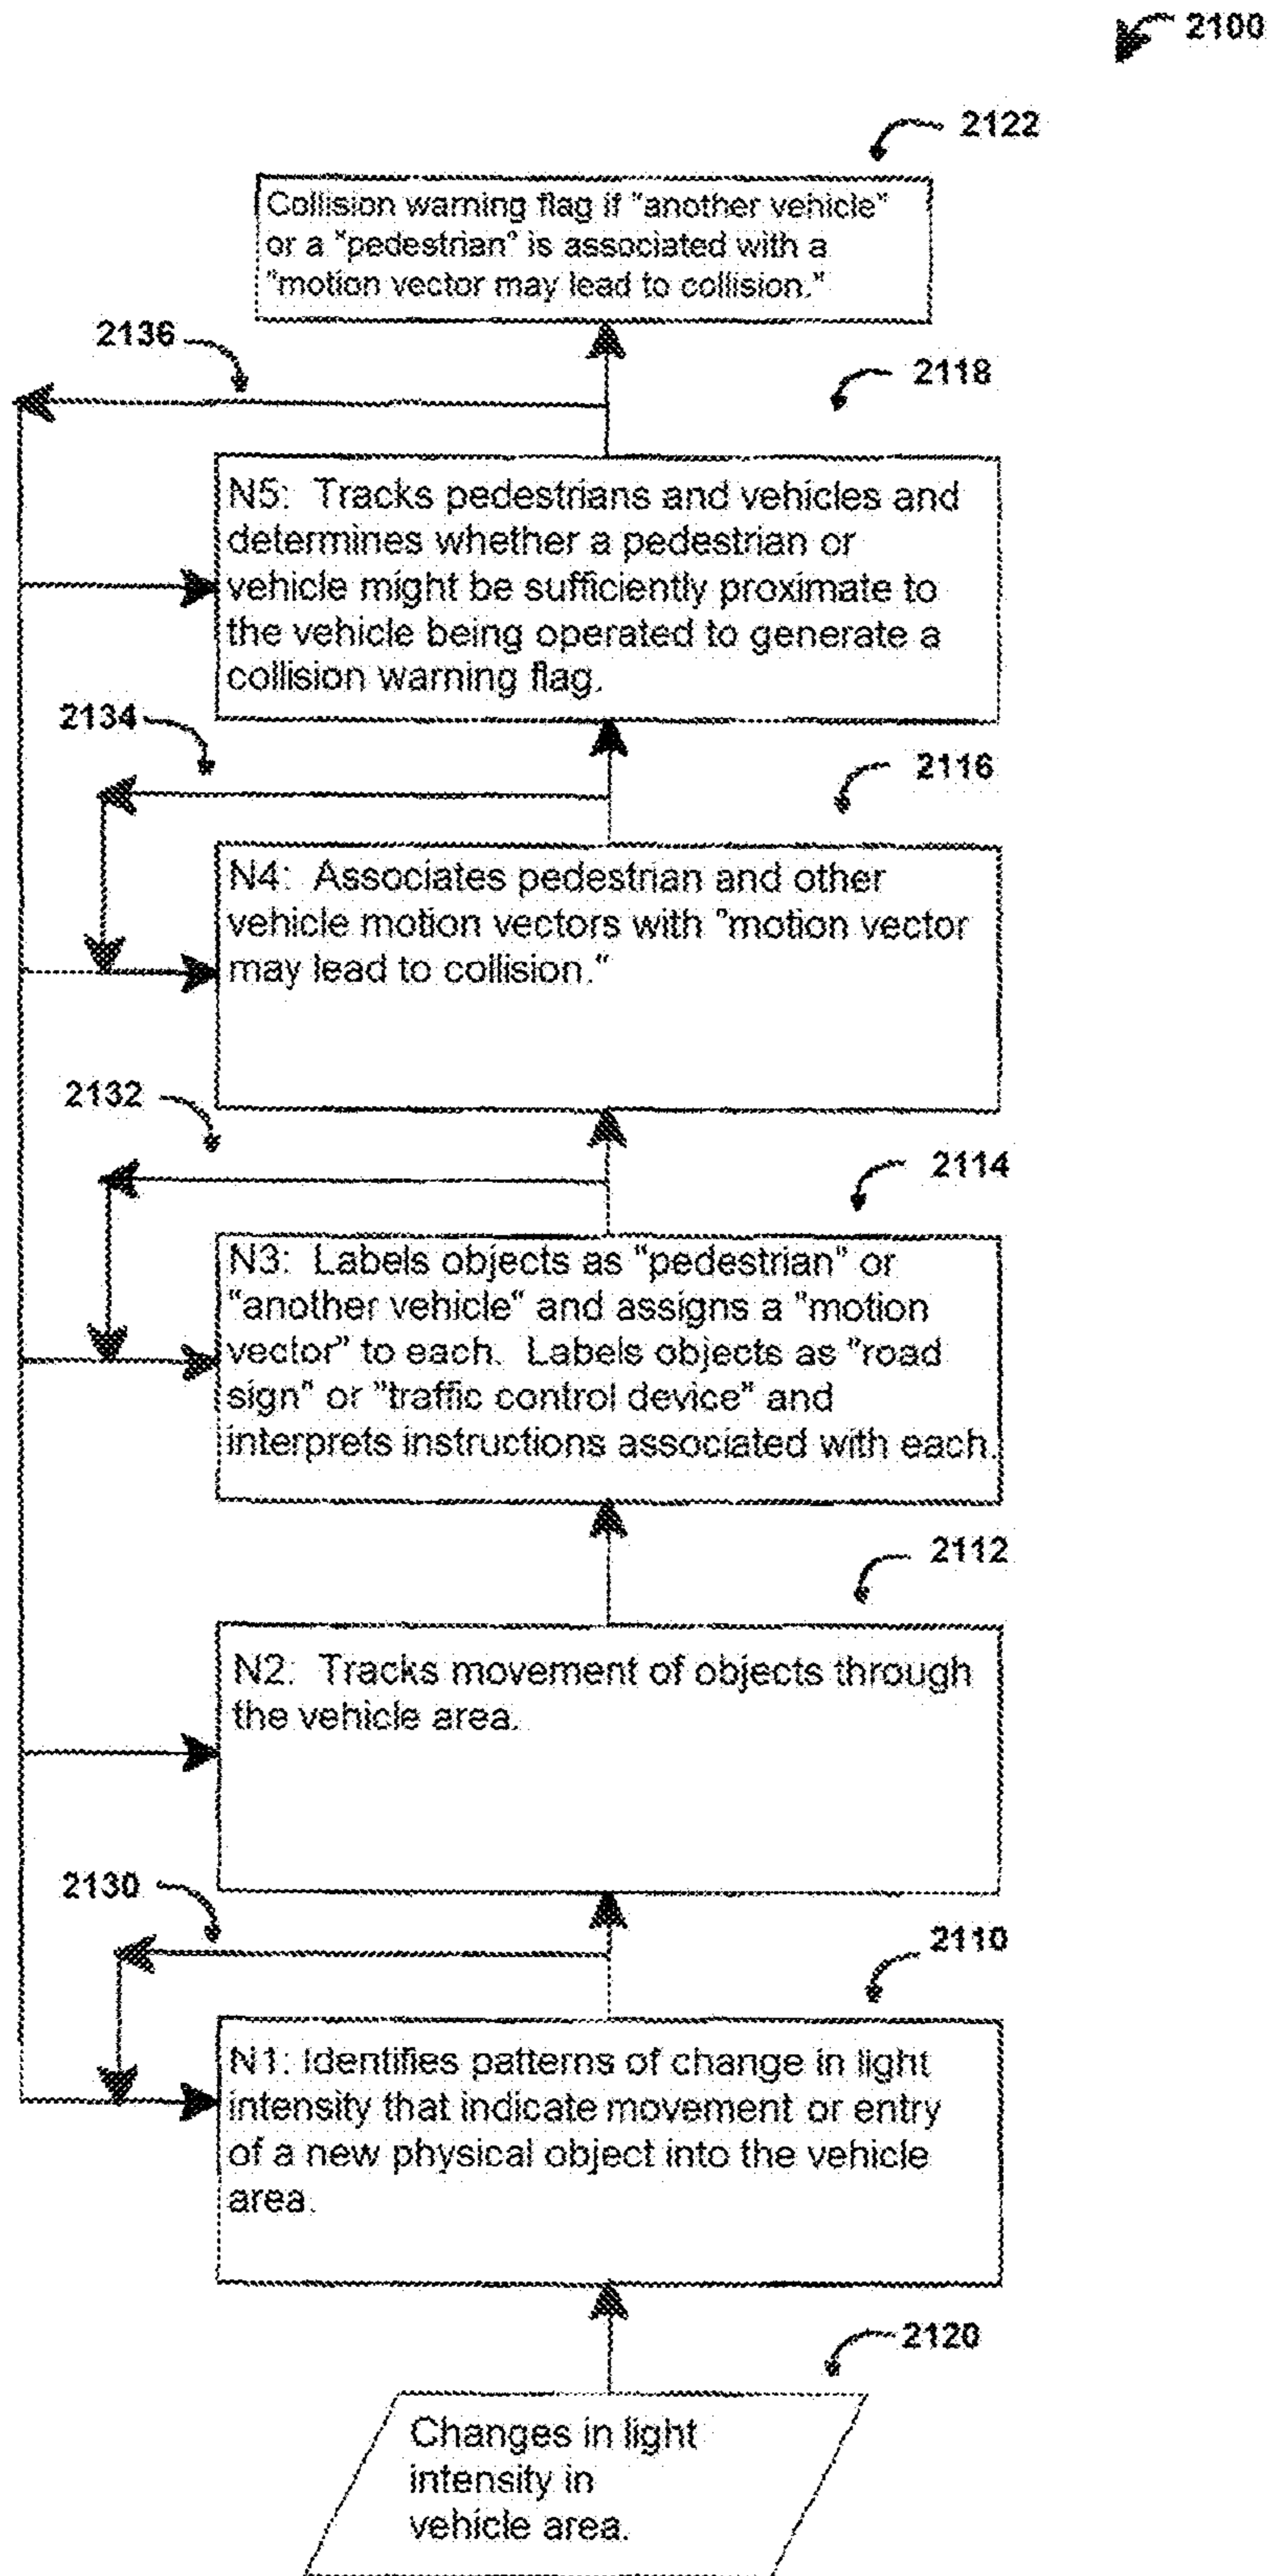 2100
2122
Collision warning flag if "another vehicle"
or a "pedestrian" is associated with a
"motion vector may lead to collision."
2136
2118
N5: Tracks pedestrians and vehicles and
determines whether a pedestrian or
vehicle might be sufficiently proximate to
the vehicle being operated to generate a
collision warning flag.
2134
2116
N4: Associates pedestrian and other
vehicle motion vectors with "motion vector
may lead to collision."
2132
2114
N3: Labels objects as "pedestrian" or
"another vehicle" and assigns a "motion
vector" to each. Labels objects as "road
sign" or "traffic control device" and
interprets instructions associated with each.
2112
N2: Tracks movement of objects through
the vehicle area.
2130
2110
N1: Identifies patterns of change in light
intensity that indicate movement or entry
of a new physical object into the vehicle
area.
2120
Changes in light
intensity in
vehicle area.